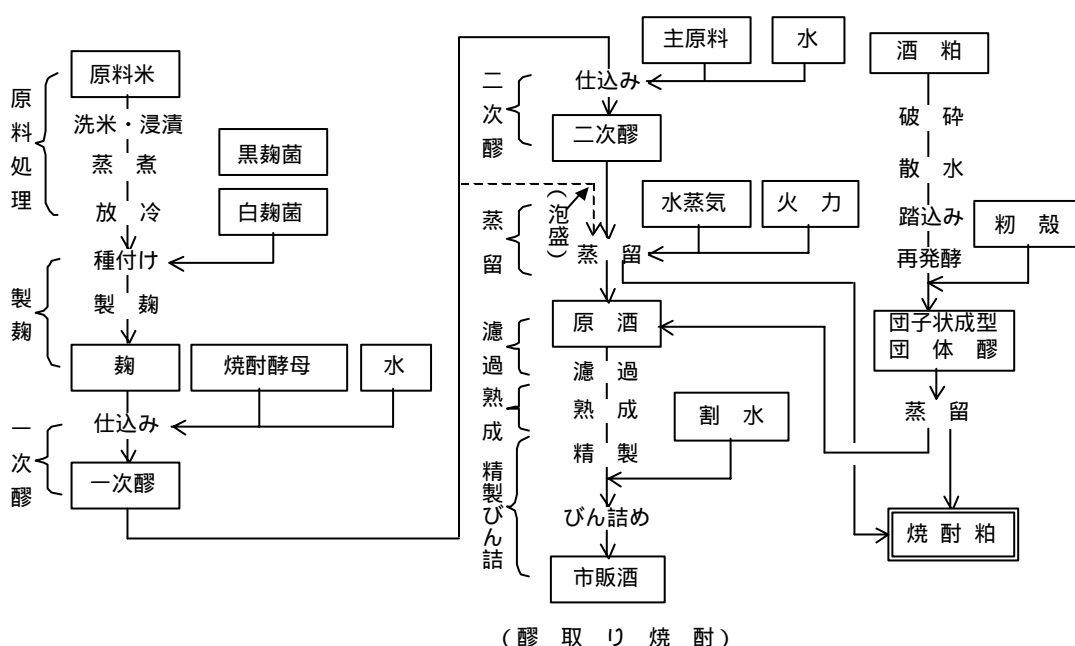 原料処理
原料米
洗米・浸漬
蒸 煮
放 冷
黒麹菌
白麹菌
種付け
製麹
製 麹
麹
焼酎酵母
水
一次醪
仕込み
一次醪
主原料
水
二次醪
仕込み
二次醪
(泡盛)
水蒸気
火 力
蒸留
蒸 留
原 酒
濾過
濾 過
熟成
熟 成
割 水
精製びん詰
精 製
びん詰め
市販酒
酒 粕
破 砕
散 水
踏込み
籾 殻
再発酵
団子状成型
団 体 醪
蒸 留
焼 酎 粕
(醪 取 り 焼 酎)